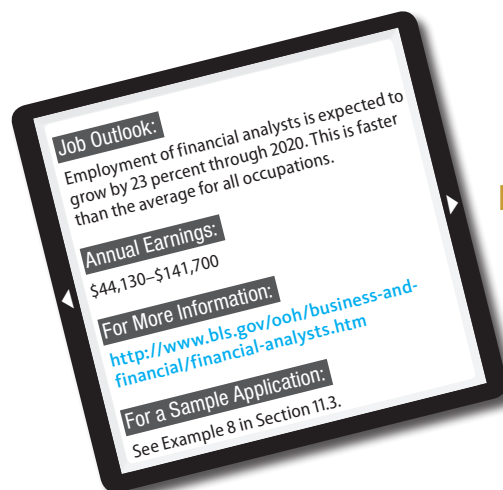 Job Outlook:
Employment of financial analysts is expected to
grow by 23 percent through 2020. This is faster
than the average for all occupations.
Annual Earnings:
$44,130–$141,700
For More Information:
http://www.bls.gov/ooh/business-and-
financial/financial-analysts.htm
For a Sample Application:
See Example 8 in Section 11.3.